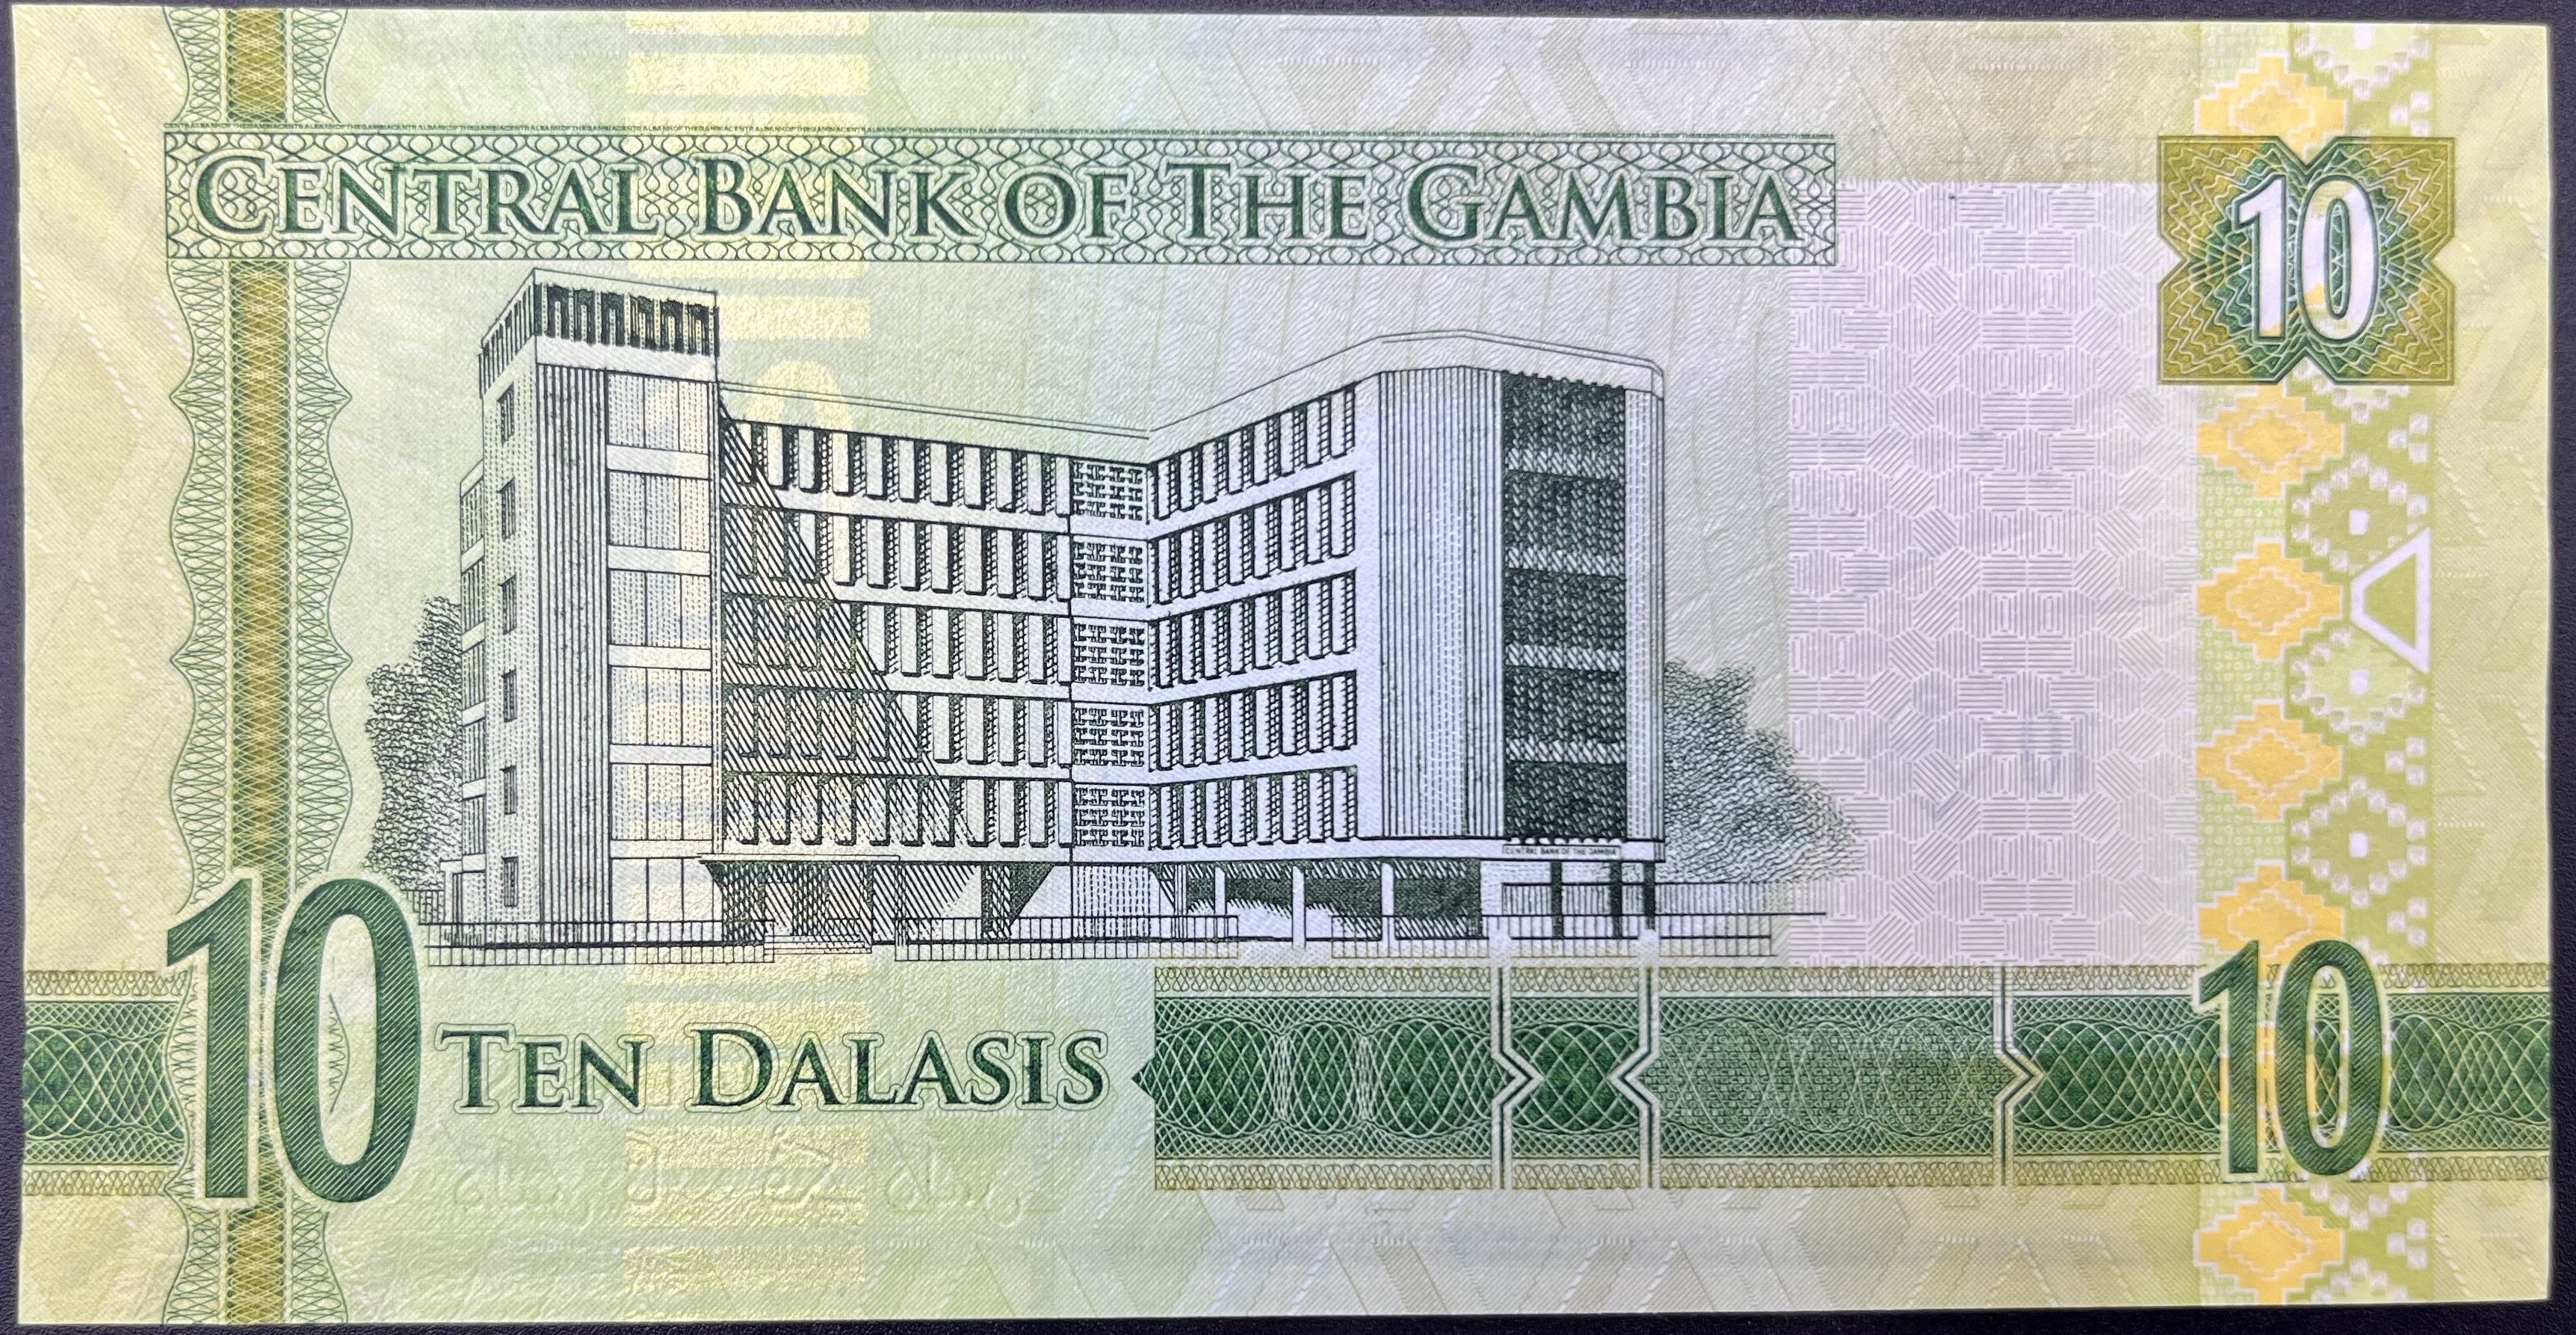 CENTRAL BANK OF THE GAMBIA
10
CENTRAL BANK OF THE GAMBIA
10
TEN DALASIS
10